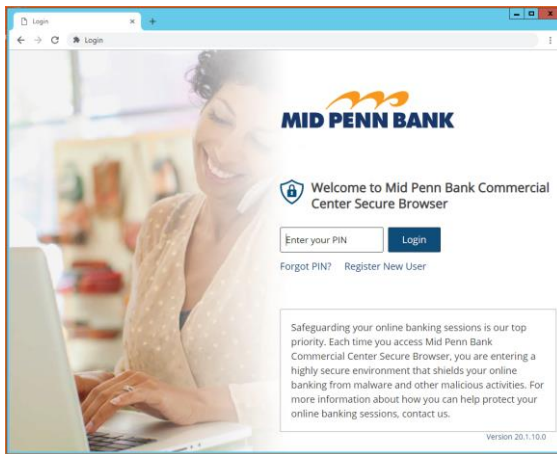 Login
Login
MID PENN BANK
Welcome to Mid Penn Bank Commercial
Center Secure Browser
Enter your PIN
Login
Forgot PIN? Register New User
Safeguarding your online banking sessions is our top
priority. Each time you access Mid Penn Bank
Commercial Center Secure Browser, you are entering a
highly secure environment that shields your online
banking from malware and other malicious activities. For
more information about how you can help protect your
online banking sessions, contact us.
Version 20.1.10.0